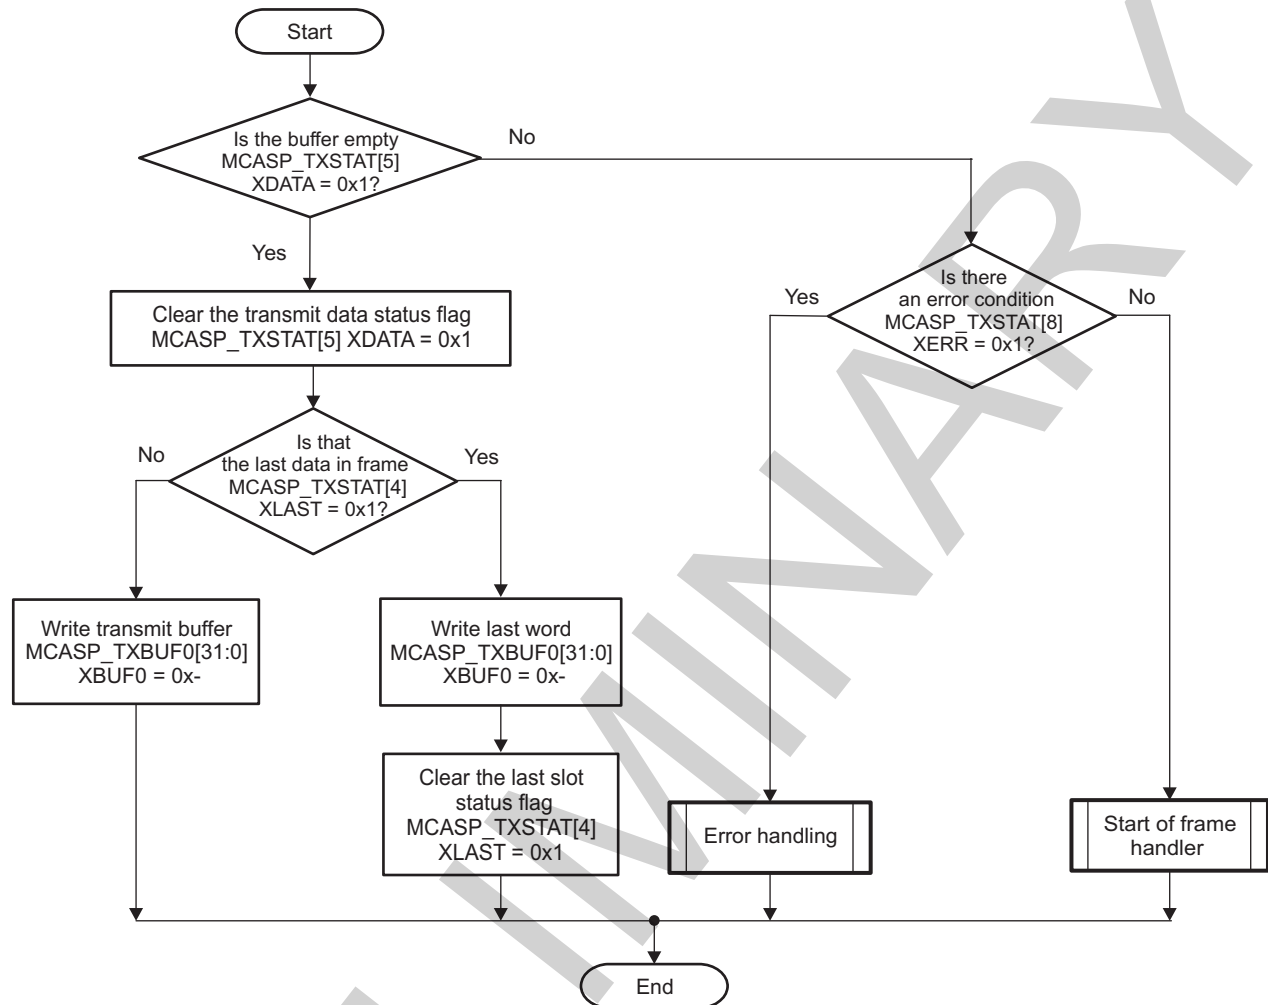 Start
Is the buffer empty
MCASP_TXSTAT[5]
XDATA = 0x1?
No
Yes
Clear the transmit data status flag
MCASP_TXSTAT[5] XDATA = 0x1
Is that
the last data in frame
MCASP_TXSTAT[4]
XLAST = 0x1?
No
Yes
Write transmit buffer
MCASP_TXBUF0[31:0]
XBUF0 = 0x-
Write last word
MCASP_TXBUF0[31:0]
XBUF0 = 0x-
Clear the last slot
status flag
MCASP_TXSTAT[4]
XLAST = 0x1
Is there
an error condition
MCASP_TXSTAT[8]
XERR = 0x1?
Yes
No
Error handling
Start of frame
handler
End
IMINARY